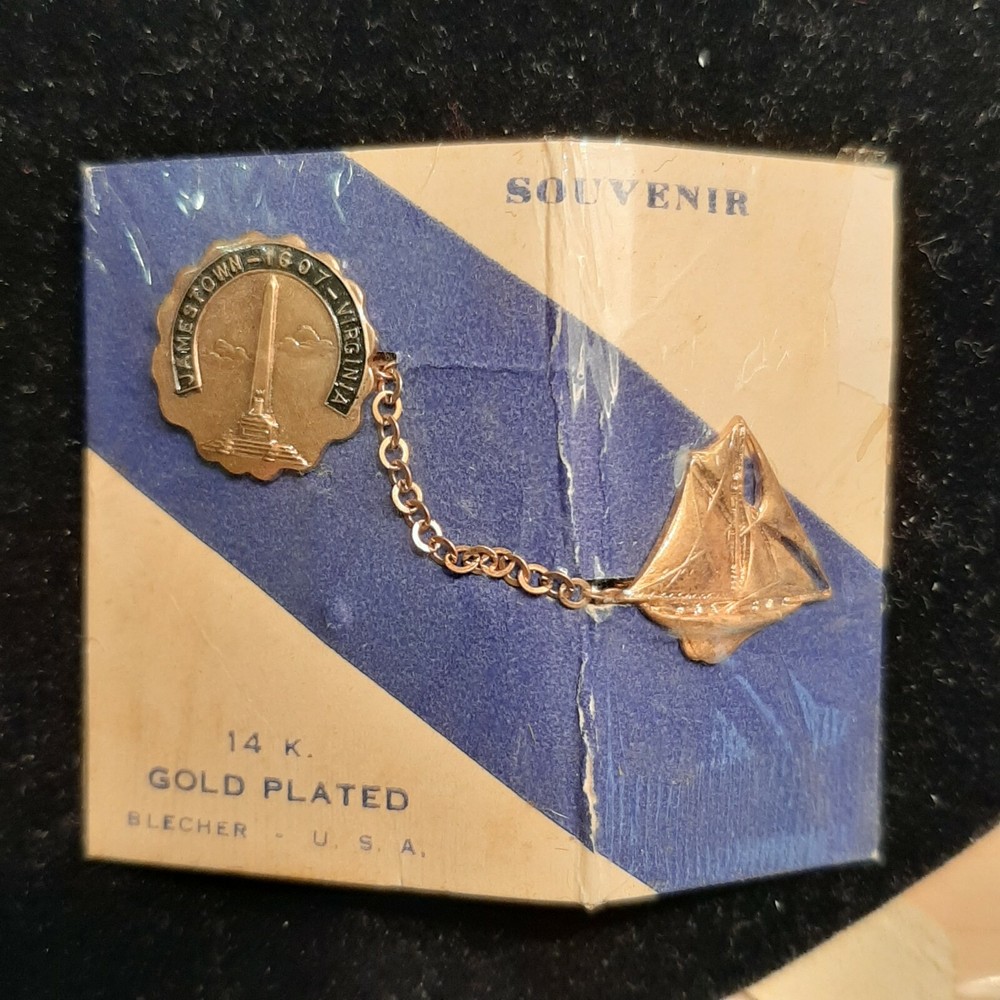 SOUVENIR
JAMESTOWN-1607-VIRGINIA
14 K.
GOLD PLATED
BLECHER - U. S. A.